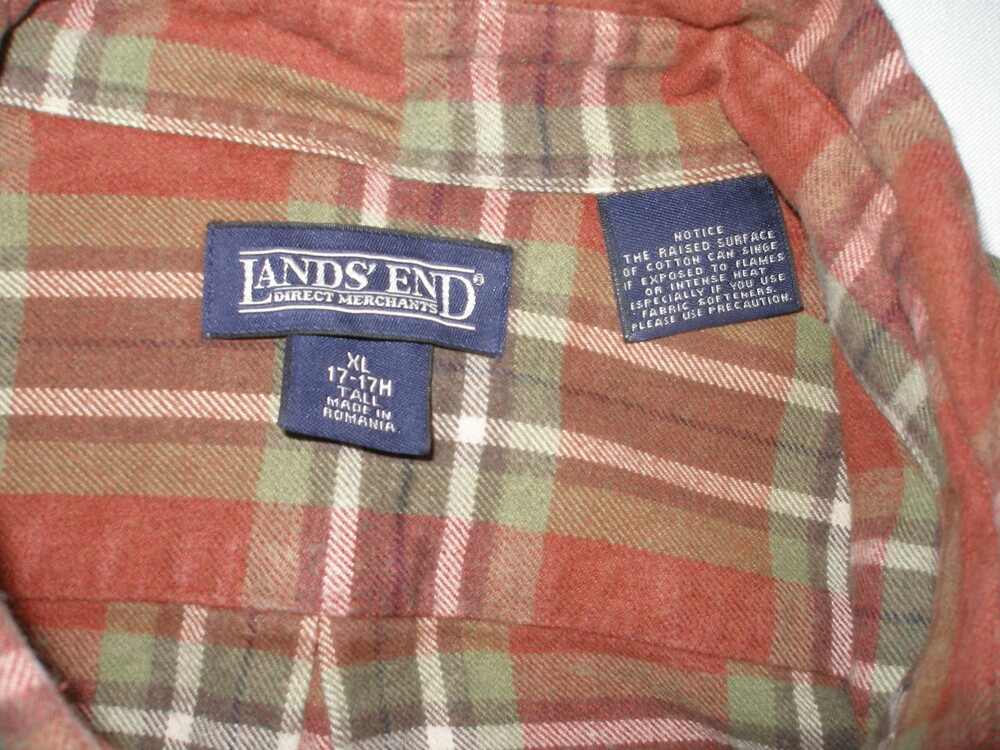 LANDS' END®
DIRECT MERCHANTS
XL
17-17H
TALL
MADE IN
ROMANIA
NOTICE
THE RAISED SURFACE
OF COTTON CAN SINGE
IF EXPOSED TO FLAMES
OR INTENSE HEAT
ESPECIALLY IF YOU USE
FABRIC SOFTENERS.
PLEASE USE PRECAUTION.